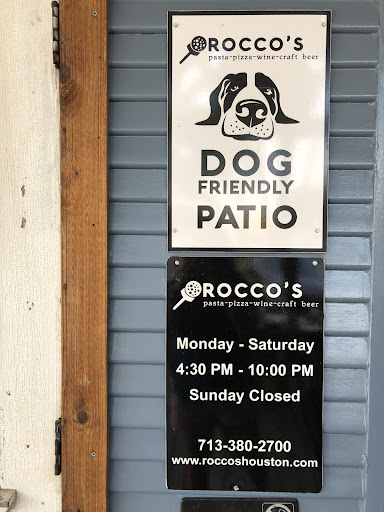 ROCCO'S
pasta-pizza-wine-craft beer
DOG
FRIENDLY
PATIO
ROCCO'S
pasta-pizza-wine-craft beer
Monday - Saturday
4:30 PM - 10:00 PM
Sunday Closed
713-380-2700
www.roccoshouston.com